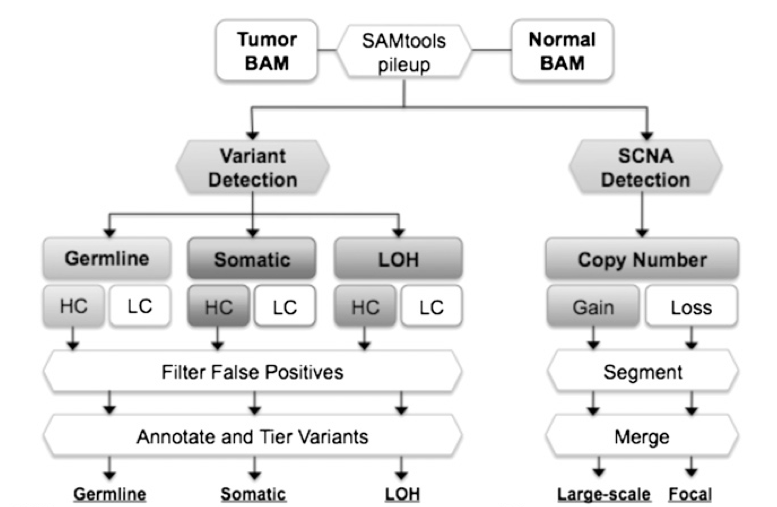 Tumor
BAM
SAMtools
pileup
Normal
BAM
Variant
Detection
SCNA
Detection
Germline
Somatic
LOH
Copy Number
HC
LC
HC
LC
HC
LC
Gain
Loss
Filter False Positives
Segment
Annotate and Tier Variants
Merge
Germline
Somatic
LOH
Large-scale
Focal